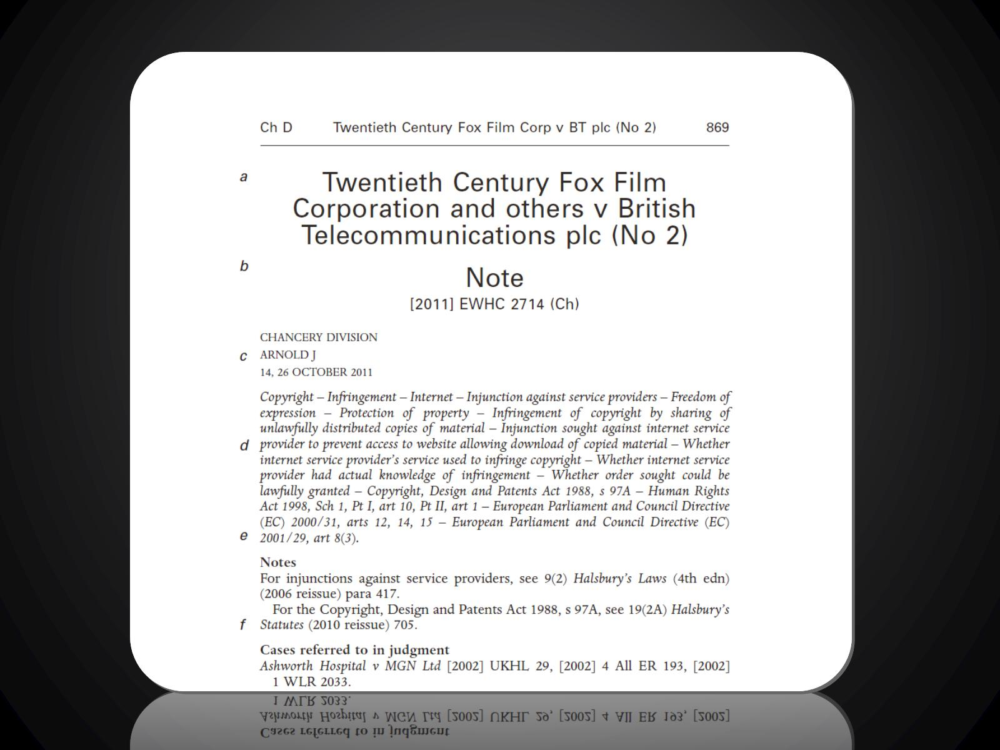 Ch D Twentieth Century Fox Film Corp v BT plc (No 2) 869
a Twentieth Century Fox Film
Corporation and others v British
Telecommunications plc (No 2)
b
Note
[2011] EWHC 2714 (Ch)
CHANCERY DIVISION
c ARNOLD J
14, 26 OCTOBER 2011
Copyright – Infringement – Internet – Injunction against service providers – Freedom of
expression – Protection of property – Infringement of copyright by sharing of
unlawfully distributed copies of material – Injunction sought against internet service
d provider to prevent access to website allowing download of copied material – Whether
internet service provider's service used to infringe copyright – Whether internet service
provider had actual knowledge of infringement – Whether order sought could be
lawfully granted – Copyright, Design and Patents Act 1988, s 97A – Human Rights
Act 1998, Sch 1, Pt I, art 10, Pt II, art 1 – European Parliament and Council Directive
(EC) 2000/31, arts 12, 14, 15 – European Parliament and Council Directive (EC)
e 2001/29, art 8(3).
Notes
For injunctions against service providers, see 9(2) Halsbury's Laws (4th edn)
(2006 reissue) para 417.
For the Copyright, Design and Patents Act 1988, s 97A, see 19(2A) Halsbury's
f Statutes (2010 reissue) 705.
Cases referred to in judgment
Ashworth Hospital v MGN Ltd [2002] UKHL 29, [2002] 4 All ER 193, [2002]
1 WLR 2033.